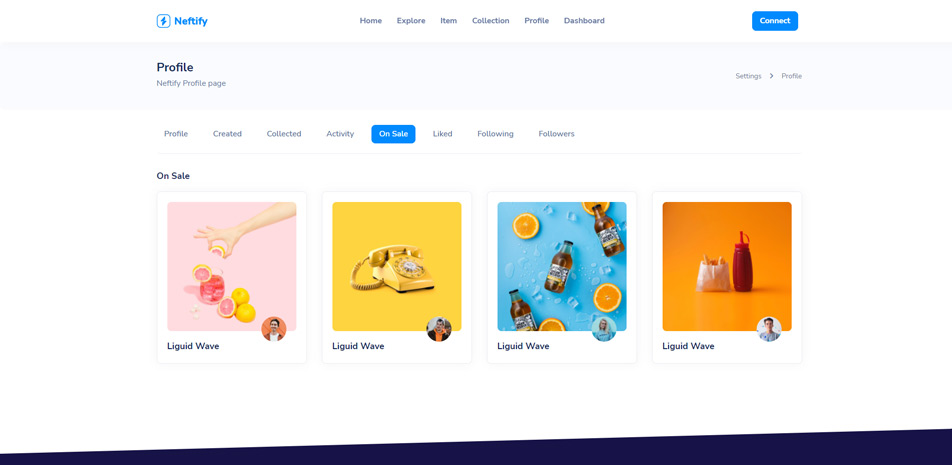 Neftify
Home Explore Item Collection Profile Dashboard
Connect
Profile
Neftify Profile page
Settings > Profile
Profile Created Collected Activity On Sale Liked Following Followers
On Sale
Liguid Wave
Liguid Wave
Liguid Wave
Liguid Wave